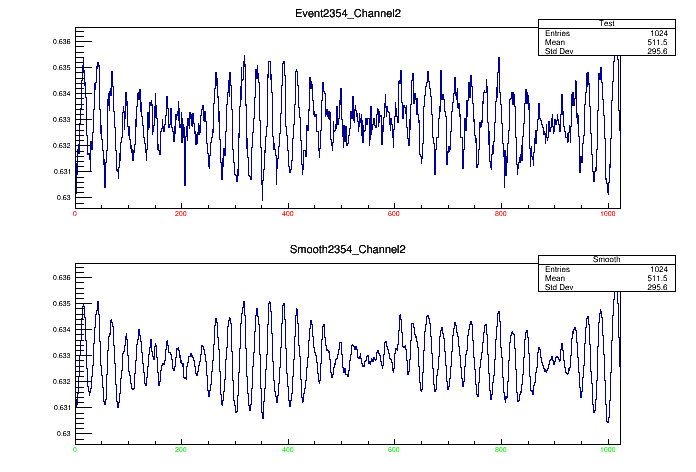 Event2354_Channel2
Test
Entries 1024
Mean 511.5
Std Dev 295.6
0.636
0.635
0.634
0.633
0.632
0.631
0.63
0 200 400 600 800 1000
Smooth2354_Channel2
Smooth
Entries 1024
Mean 511.5
Std Dev 295.6
0.636
0.635
0.634
0.633
0.632
0.631
0.63
0 200 400 600 800 1000